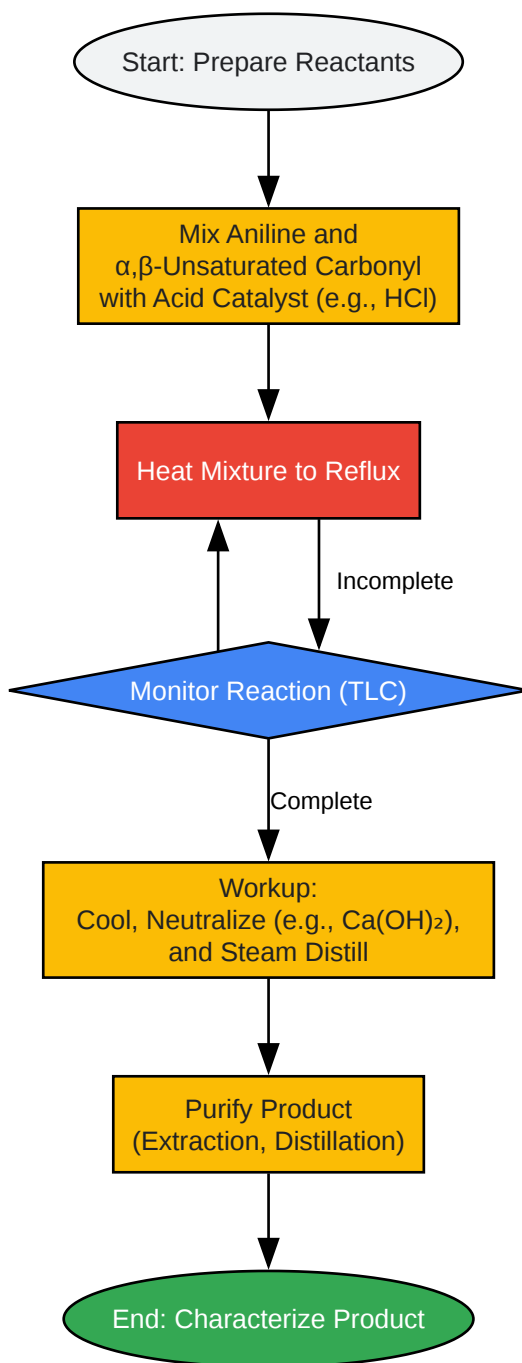 Start: Prepare Reactants
Mix Aniline and
α,β-Unsaturated Carbonyl
with Acid Catalyst (e.g., HCl)
Heat Mixture to Reflux
Incomplete
Monitor Reaction (TLC)
Complete
Workup:
Cool, Neutralize (e.g., Ca(OH)₂),
and Steam Distill
Purify Product
(Extraction, Distillation)
End: Characterize Product